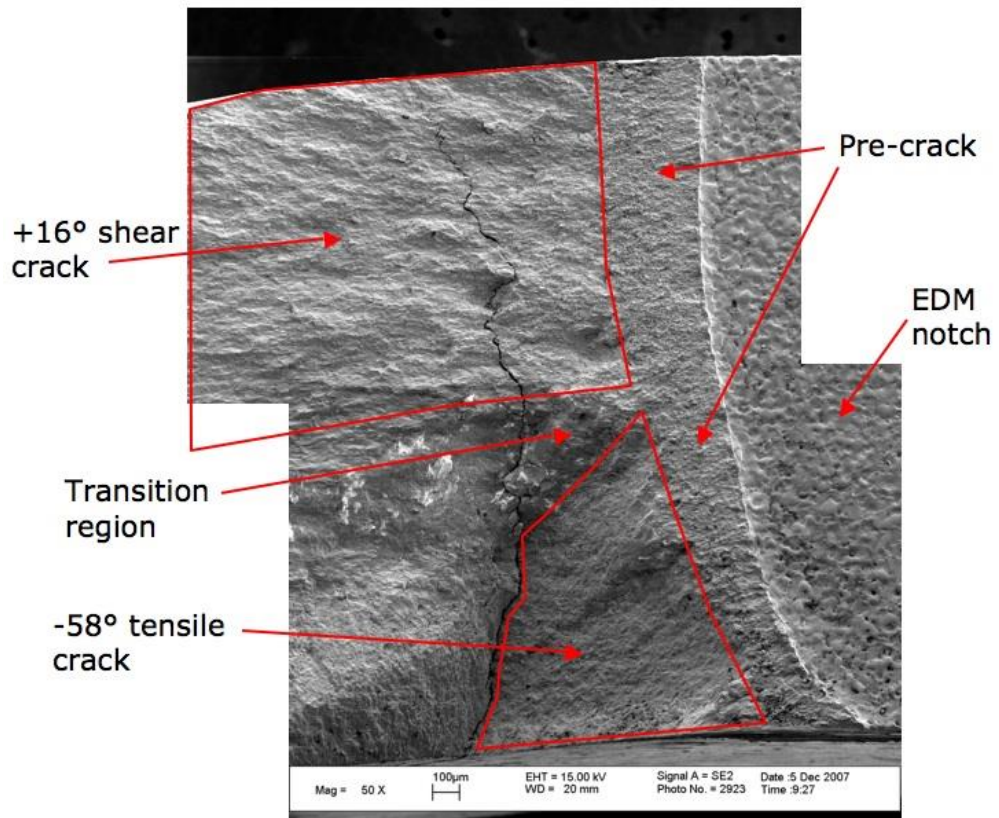 Pre-crack
+16° shear
crack
EDM
notch
Transition
region
-58° tensile
crack
Mag = 50 X
100µm
EHT = 15.00 kV
WD = 20 mm
Signal A = SE2
Photo No. = 2923
Date :5 Dec 2007
Time :9:27